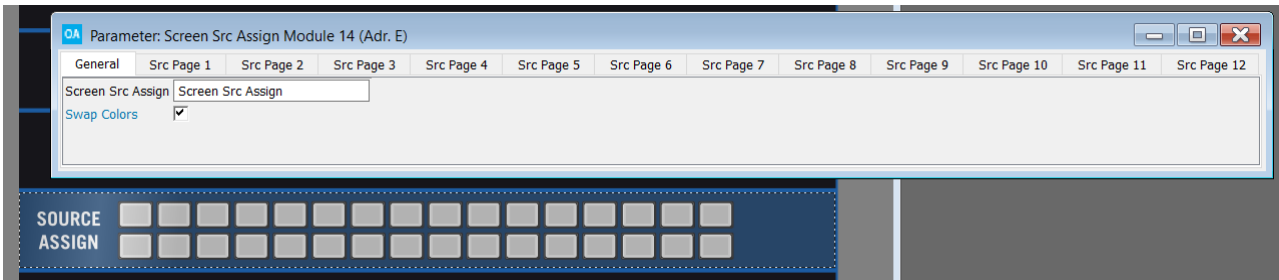 OA Parameter: Screen Src Assign Module 14 (Adr. E)
General Src Page 1 Src Page 2 Src Page 3 Src Page 4 Src Page 5 Src Page 6 Src Page 7 Src Page 8 Src Page 9 Src Page 10 Src Page 11 Src Page 12
Screen Src Assign Screen Src Assign
Swap Colors
SOURCE
ASSIGN